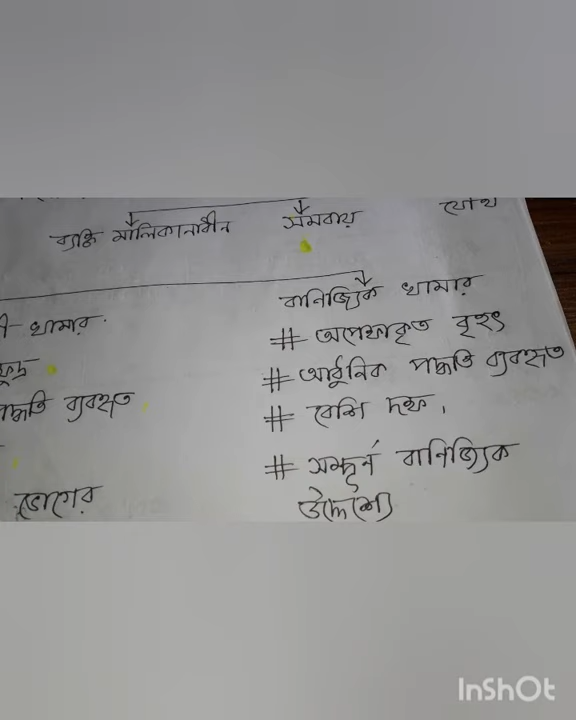 ব্যক্তি মালিকানাধীন সমবায় যৌথ
বানিজ্যিক খামার
খামার
# অপেক্ষাকৃত বৃহৎ
# আধুনিক পদ্ধতি ব্যবহৃত
পদ্ধতি ব্যবহৃত
# বেশি দক্ষ।
# সম্পূর্ন বানিজ্যিক
উদ্দেশ্যে
ভোগের
InShOt